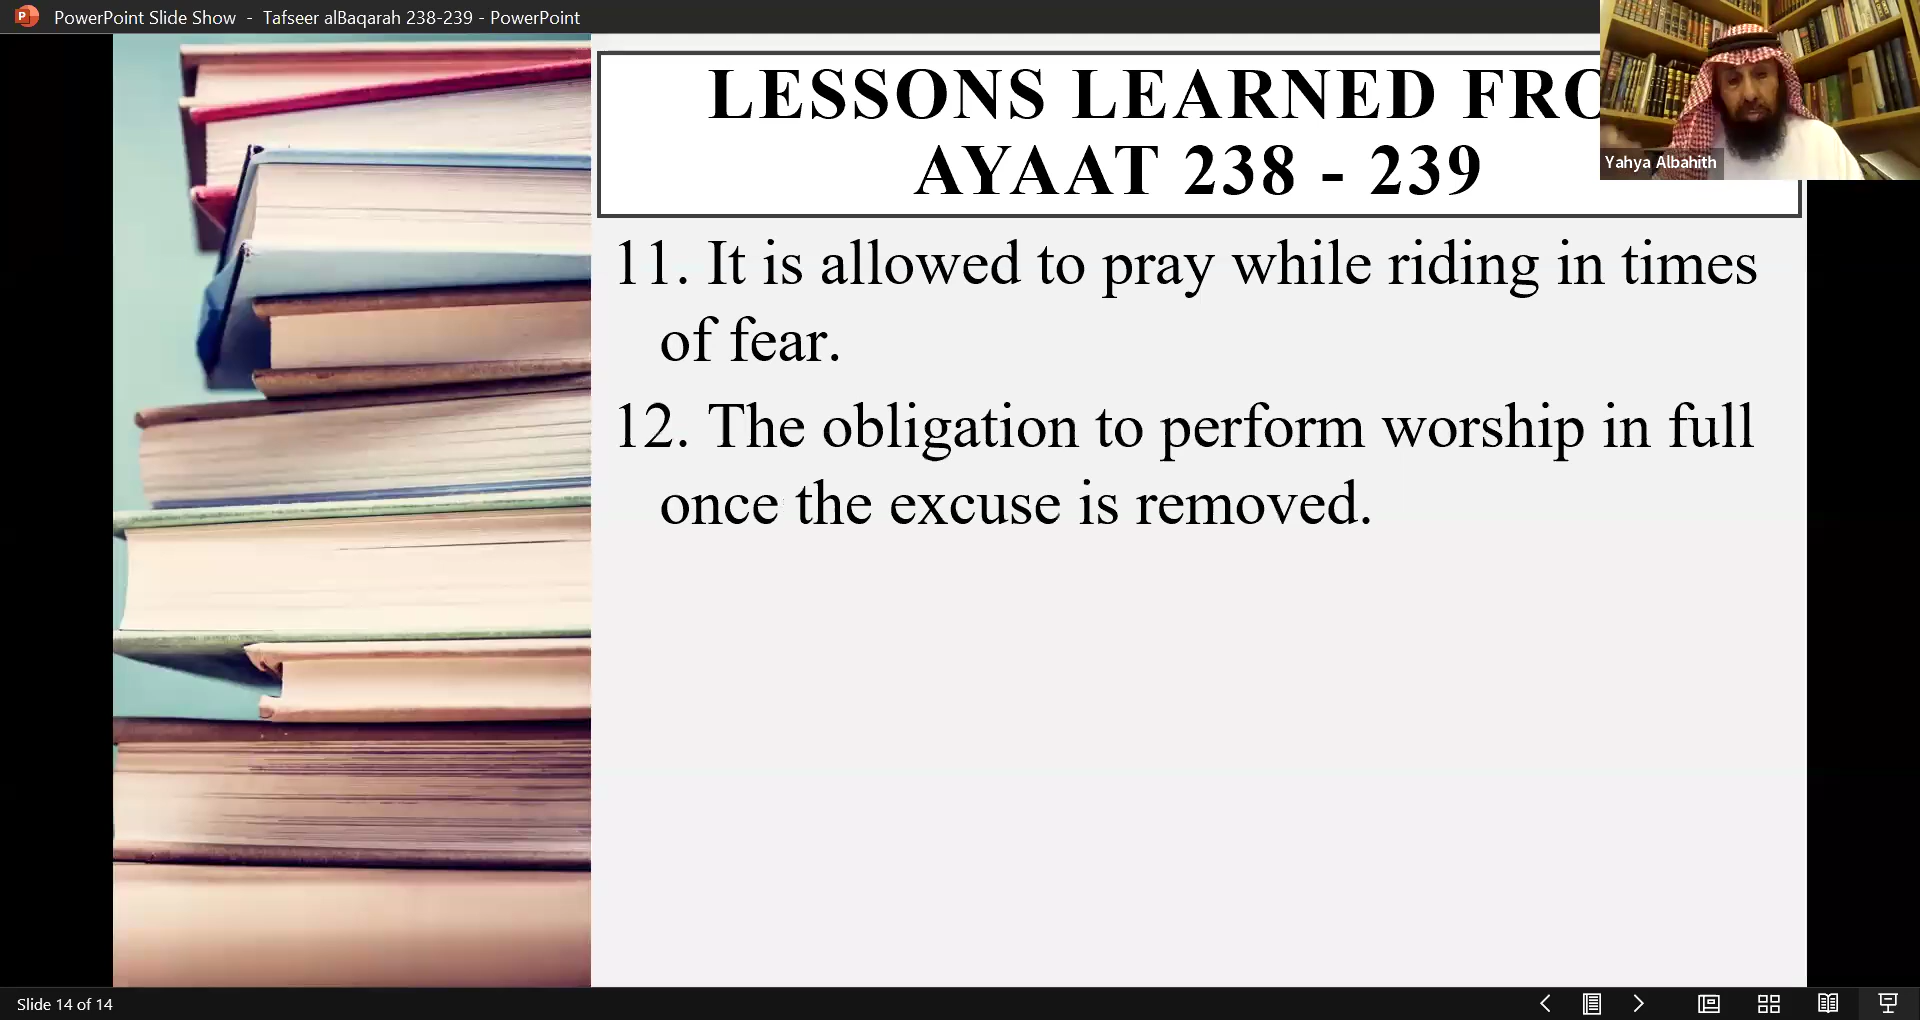 PowerPoint Slide Show - Tafseer alBaqarah 238-239 - PowerPoint
LESSONS LEARNED
AYAAT 238 - 239
Yahya Albahith
11. It is allowed to pray while riding in times
of fear.
12. The obligation to perform worship in full
once the excuse is removed.
Slide 14 of 14